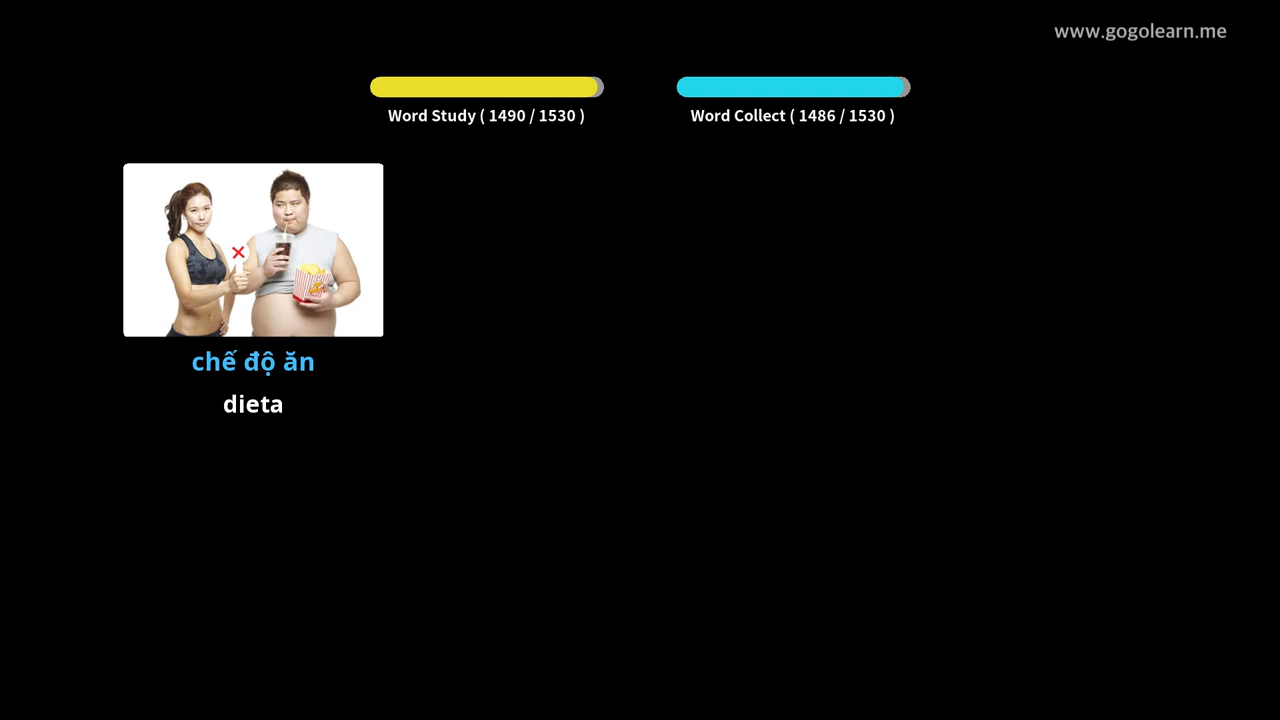 www.gogolearn.me
Word Study ( 1490 / 1530 )
Word Collect ( 1486 / 1530 )
chế độ ăn
dieta